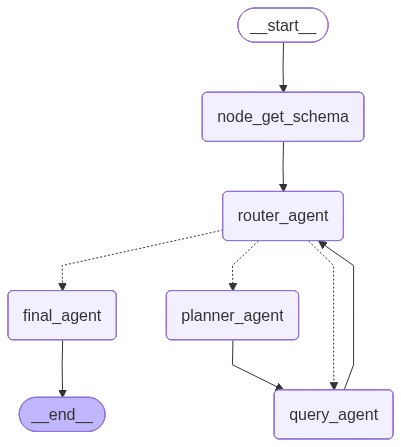 __start__
node_get_schema
router_agent
final_agent
planner_agent
__end__
query_agent